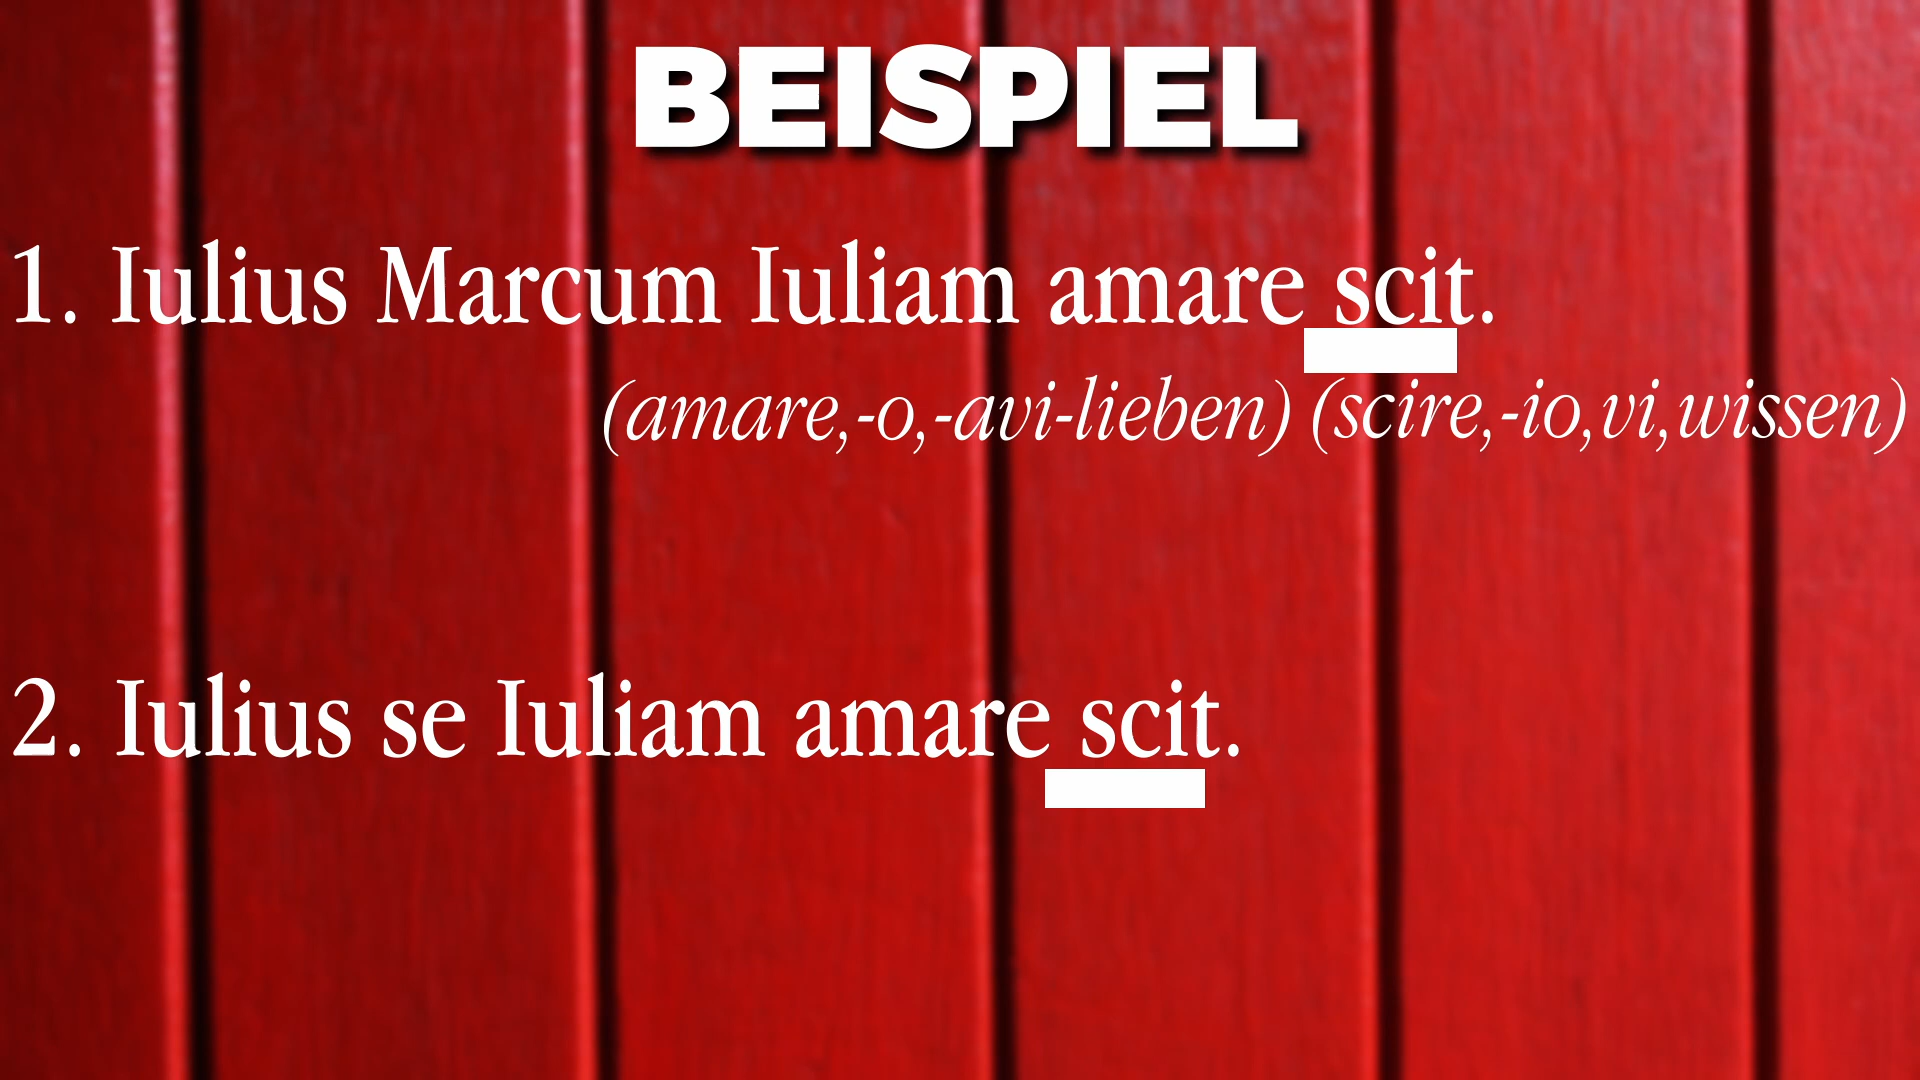 BEISPIEL
1. Iulius Marcum Iuliam amare scit.
(amare,-o,-avi-lieben) (scire,-io,vi,wissen)
2. Iulius se Iuliam amare scit.